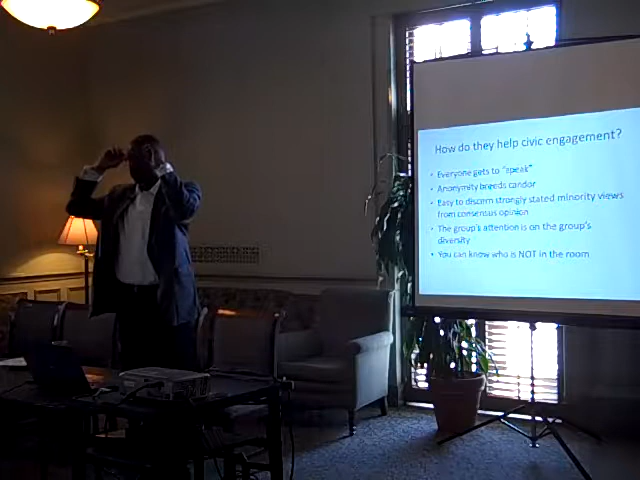 How do they help civic engagement?
• Everyone gets to "speak"
• Anonymity breeds candor
• Easy to discern strongly stated minority views
from consensus opinion
• The group's attention is on the group's
diversity
• You can know who is NOT in the room